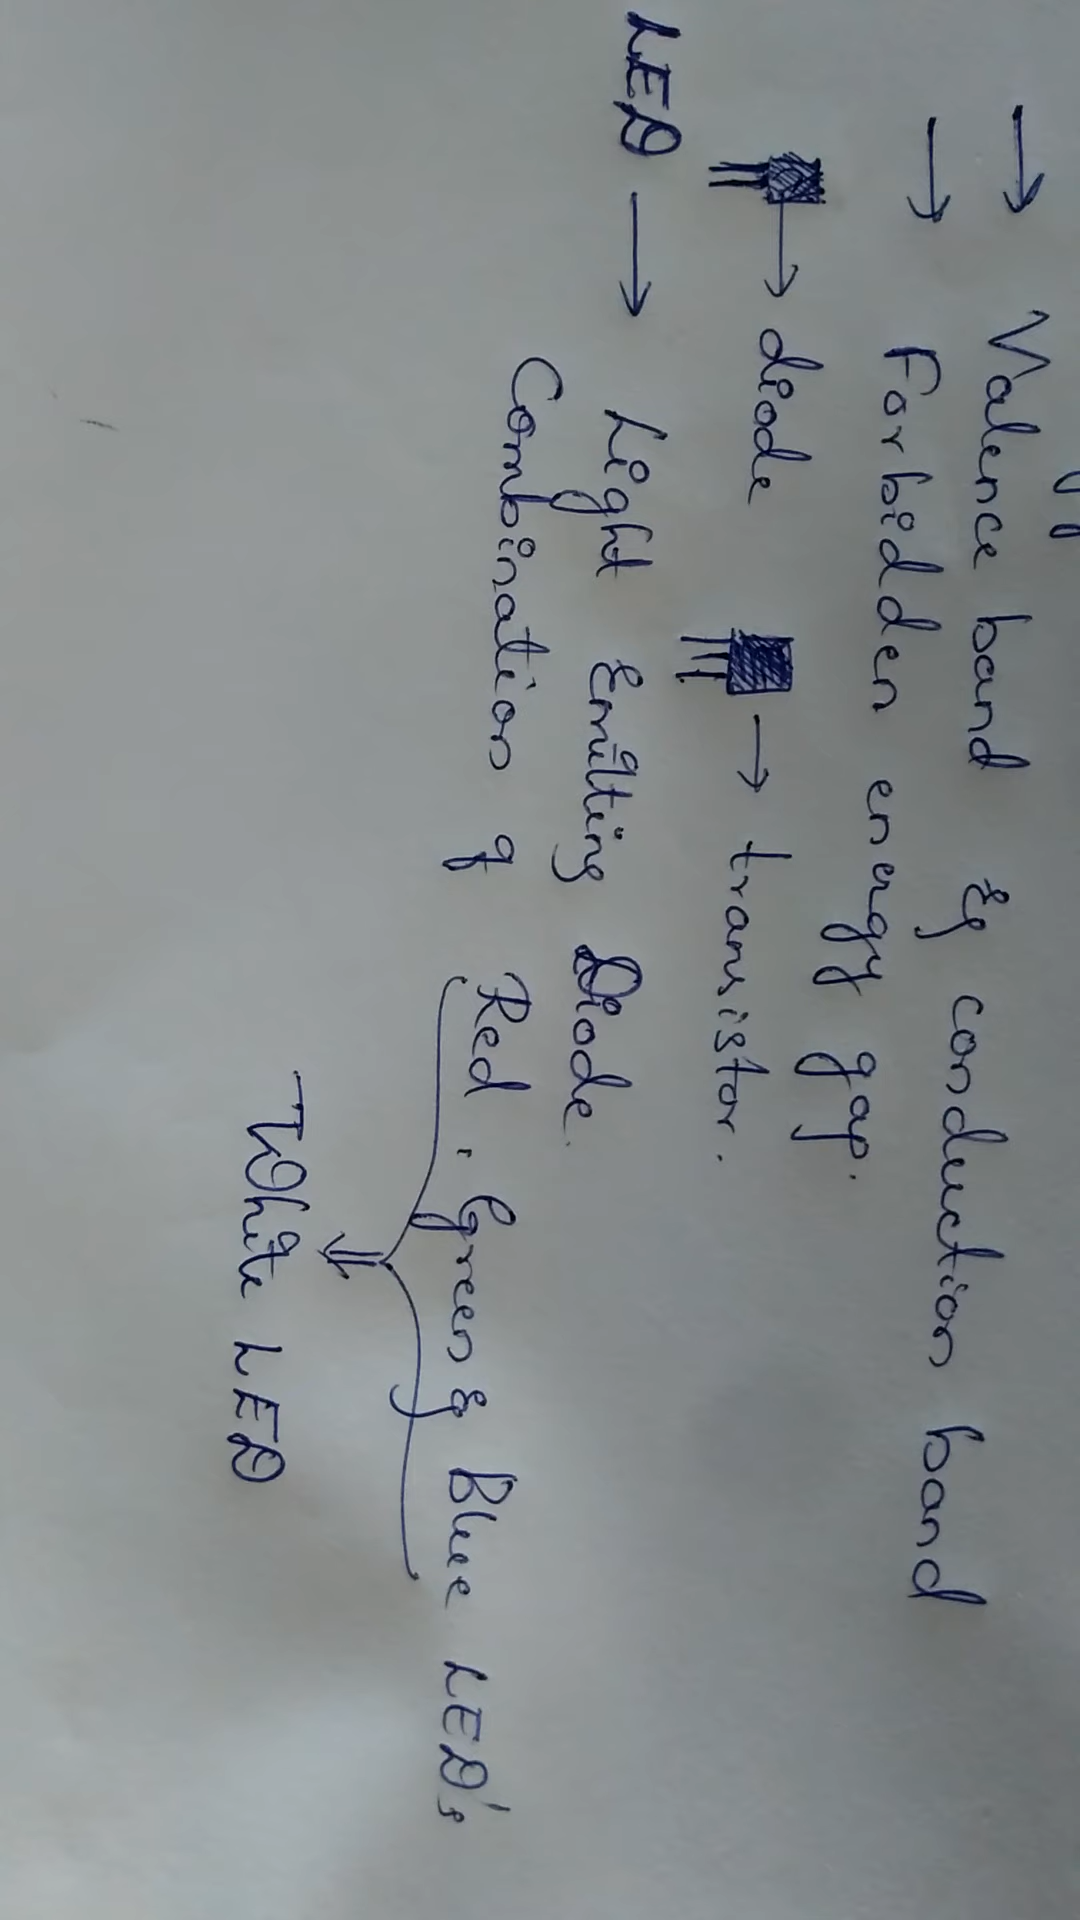 → Valence band & conduction band
→ Forbidden energy gap.
→ diode → transistor.
LED → Light Emitting Diode.
Combination of Red, Green & Blue LED's
⇓
White LED